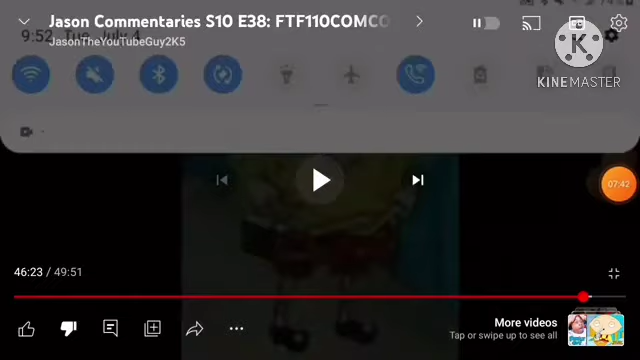 Jason Commentaries S10 E38: FTF110COMCO
9:52 Tue, July 4
JasonTheYouTubeGuy2K5
K
KINEMASTER
07:42
46:23 / 49:51
More videos
Tap or swipe up to see all